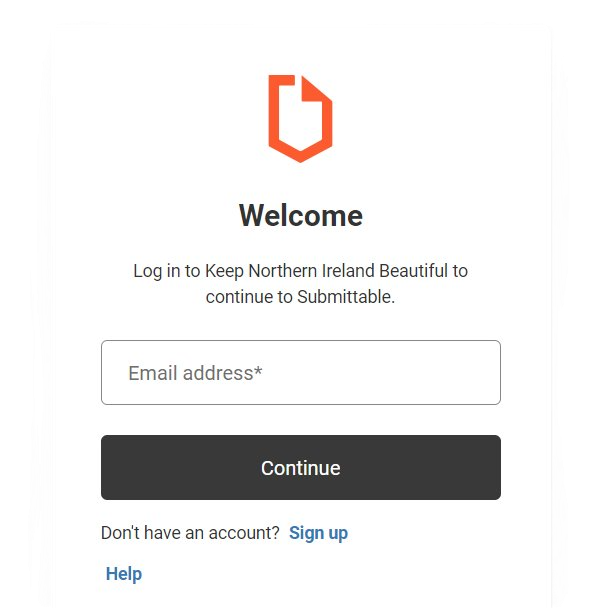 Welcome
Log in to Keep Northern Ireland Beautiful to
continue to Submittable.
Email address*
Continue
Don't have an account? Sign up
Help